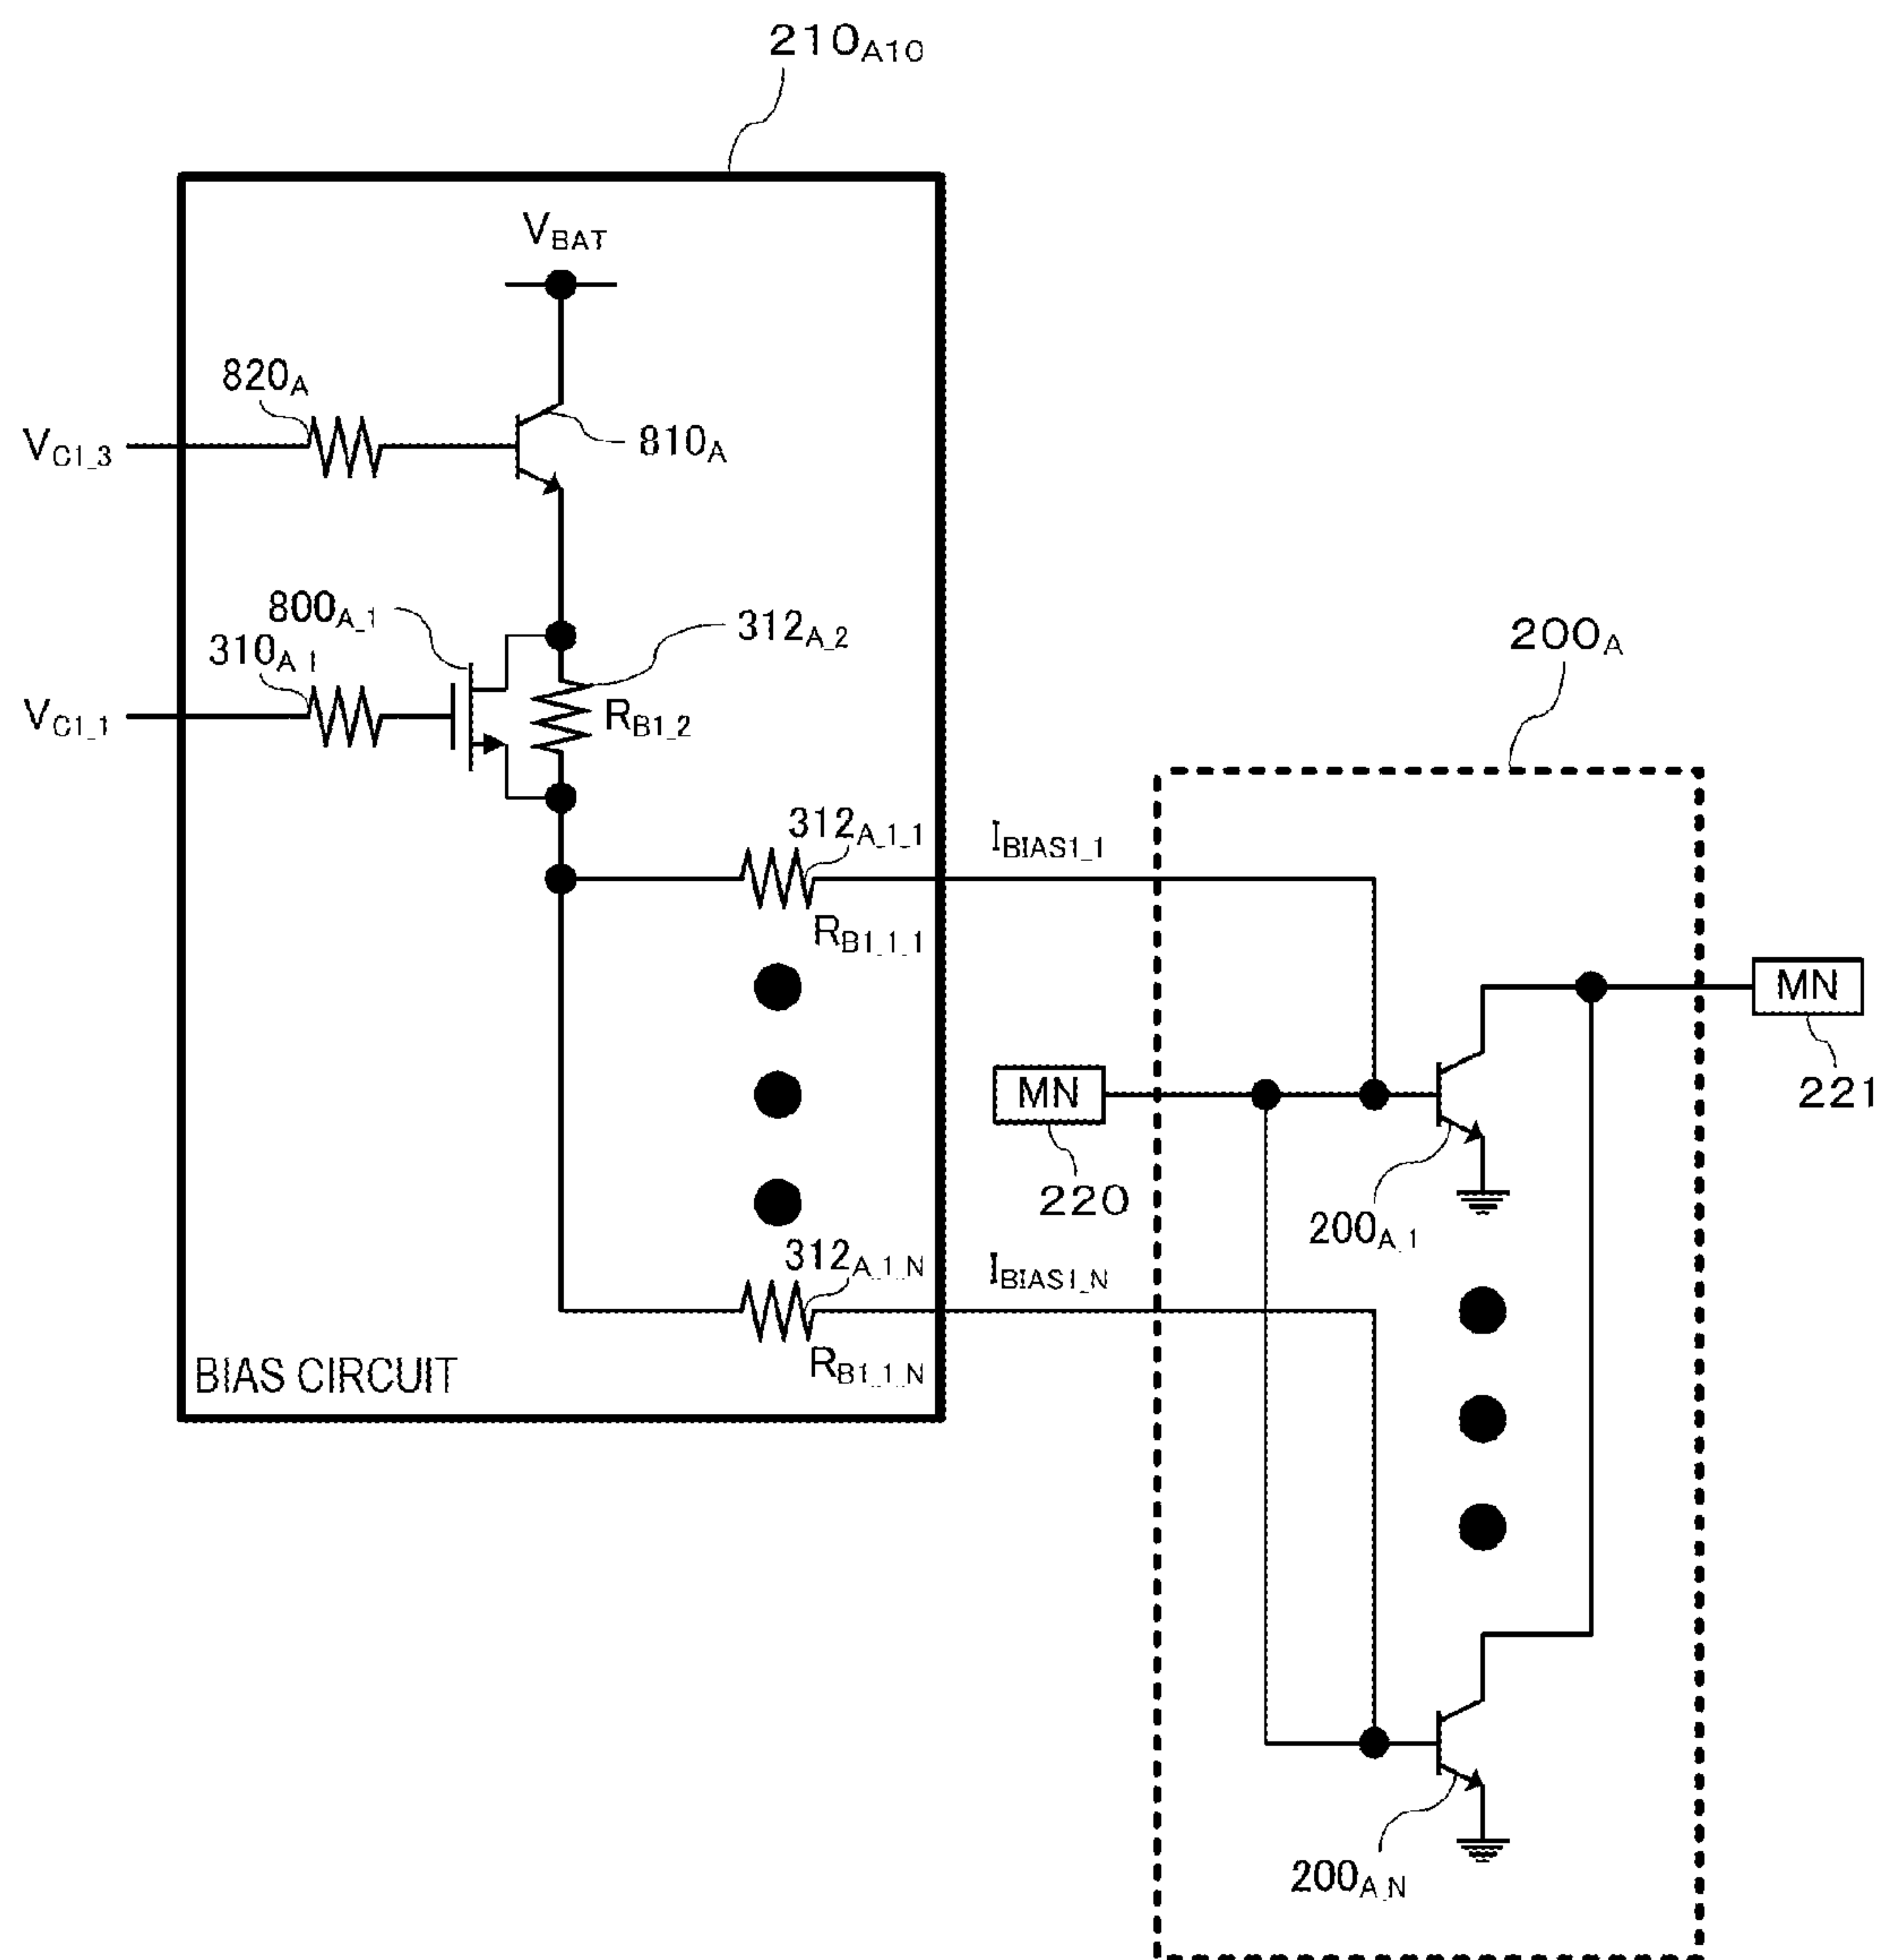 210A10
VBAT
820A
810A
VC1_3
800A_1
312A_2
310A_1
RB1_2
VC1_1
200A
312A_1_1
IBIAS1_1
RB1_1_1
MN
MN
221
220
200A_1
312A_1_N
IBIAS1_N
RB1_1_N
BIAS CIRCUIT
200A_N